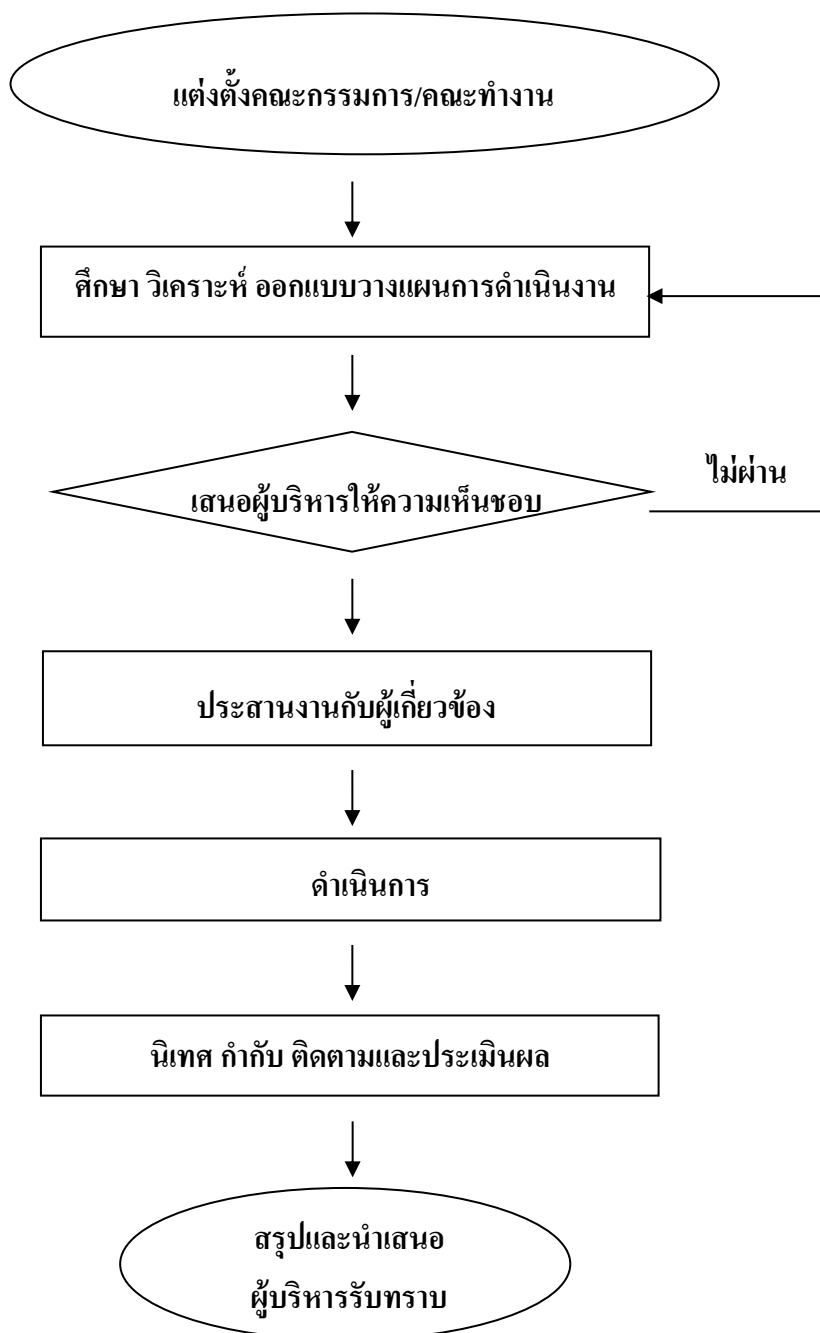 แต่งตั้งคณะกรรมการ/คณะทำงาน
ศึกษา วิเคราะห์ ออกแบบวางแผนการดำเนินงาน
ไม่ผ่าน
เสนอผู้บริหารให้ความเห็นชอบ
ประสานงานกับผู้เกี่ยวข้อง
ดำเนินการ
นิเทศ กำกับ ติดตามและประเมินผล
สรุปและนำเสนอ
ผู้บริหารรับทราบ